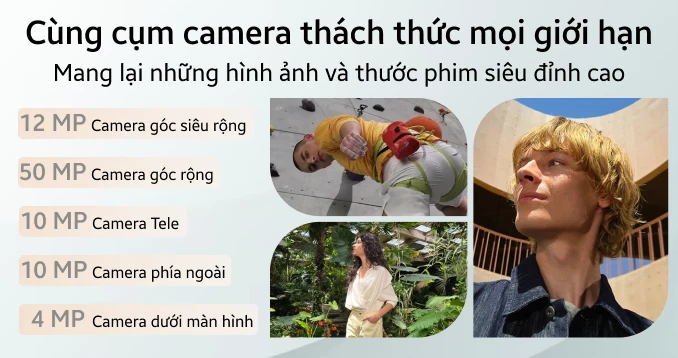 Cùng cụm camera thách thức mọi giới hạn
Mang lại những hình ảnh và thước phim siêu đỉnh cao
12 MP Camera góc siêu rộng
50 MP Camera góc rộng
10 MP Camera Tele
10 MP Camera phía ngoài
4 MP Camera dưới màn hình